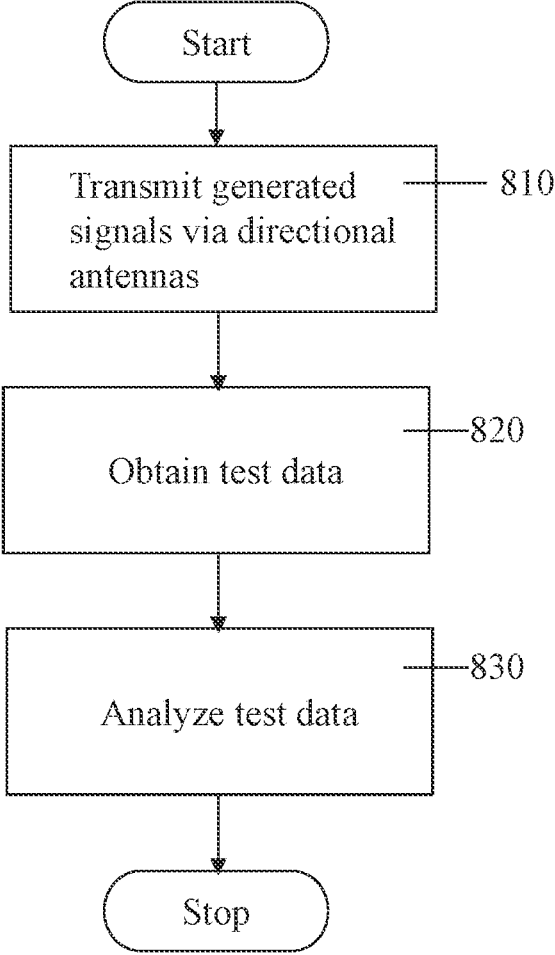 Start
Transmit generated
signals via directional
antennas
810
Obtain test data
820
Analyze test data
830
Stop